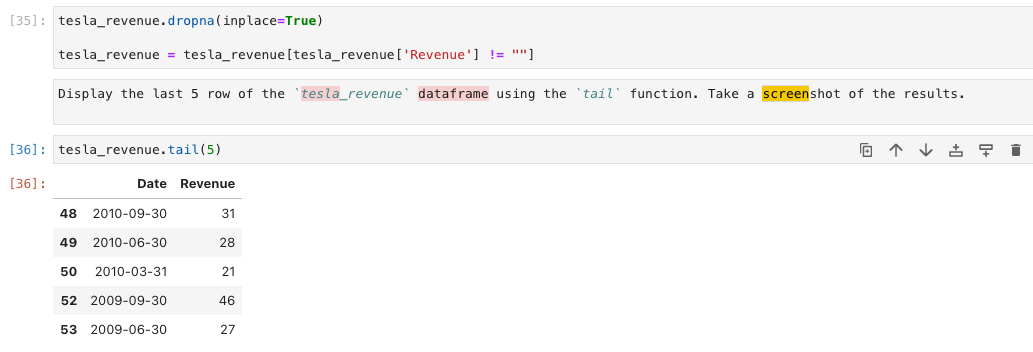 [35]: tesla_revenue.dropna(inplace=True)
tesla_revenue = tesla_revenue[tesla_revenue['Revenue'] != ""]
Display the last 5 row of the `tesla_revenue` dataframe using the `tail` function. Take a screenshot of the results.
[36]: tesla_revenue.tail(5)
[36]: Date Revenue
48 2010-09-30 31
49 2010-06-30 28
50 2010-03-31 21
52 2009-09-30 46
53 2009-06-30 27